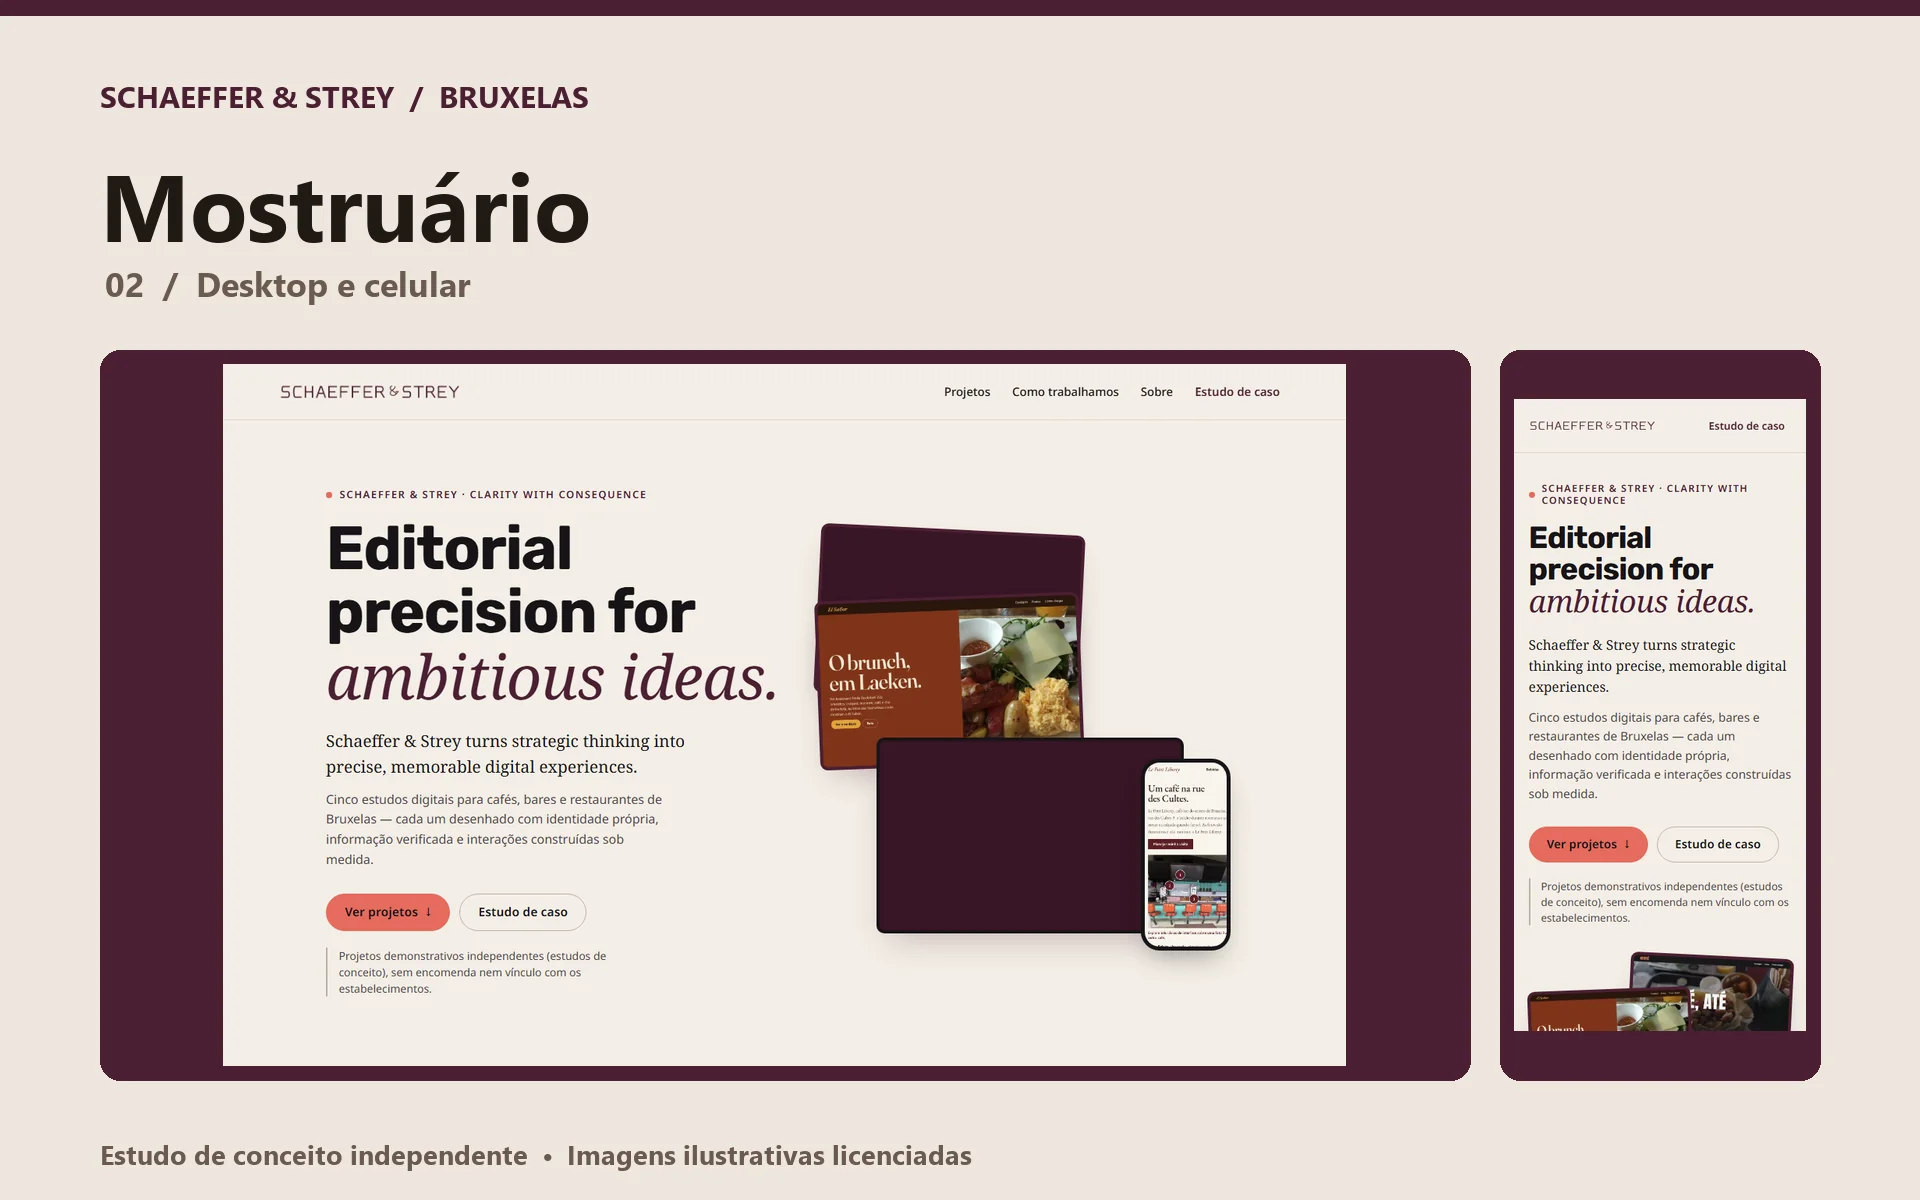 SCHAEFFER & STREY / BRUXELAS
Mostruário
02 / Desktop e celular
SCHAEFFER & STREY
Projetos Como trabalhamos Sobre Estudo de caso
SCHAEFFER & STREY · CLARITY WITH CONSEQUENCE
Editorial
precision for
ambitious ideas.
Schaeffer & Strey turns strategic thinking into
precise, memorable digital experiences.
Cinco estudos digitais para cafés, bares e restaurantes de
Bruxelas — cada um desenhado com identidade própria,
informação verificada e interações construídas sob
medida.
Ver projetos ↓ Estudo de caso
Projetos demonstrativos independentes (estudos de
conceito), sem encomenda nem vínculo com os
estabelecimentos.
O brunch,
em Laeken.
Um café na rue
des Cultes.
SCHAEFFER & STREY
Estudo de caso
SCHAEFFER & STREY · CLARITY WITH
CONSEQUENCE
Editorial
precision for
ambitious ideas.
Schaeffer & Strey turns strategic
thinking into precise, memorable digital
experiences.
Cinco estudos digitais para cafés, bares e
restaurantes de Bruxelas — cada um
desenhado com identidade própria,
informação verificada e interações construídas
sob medida.
Ver projetos ↓ Estudo de caso
Projetos demonstrativos independentes (estudos
de conceito), sem encomenda nem vínculo com os
estabelecimentos.
, ATÉ
O brunch
Estudo de conceito independente • Imagens ilustrativas licenciadas